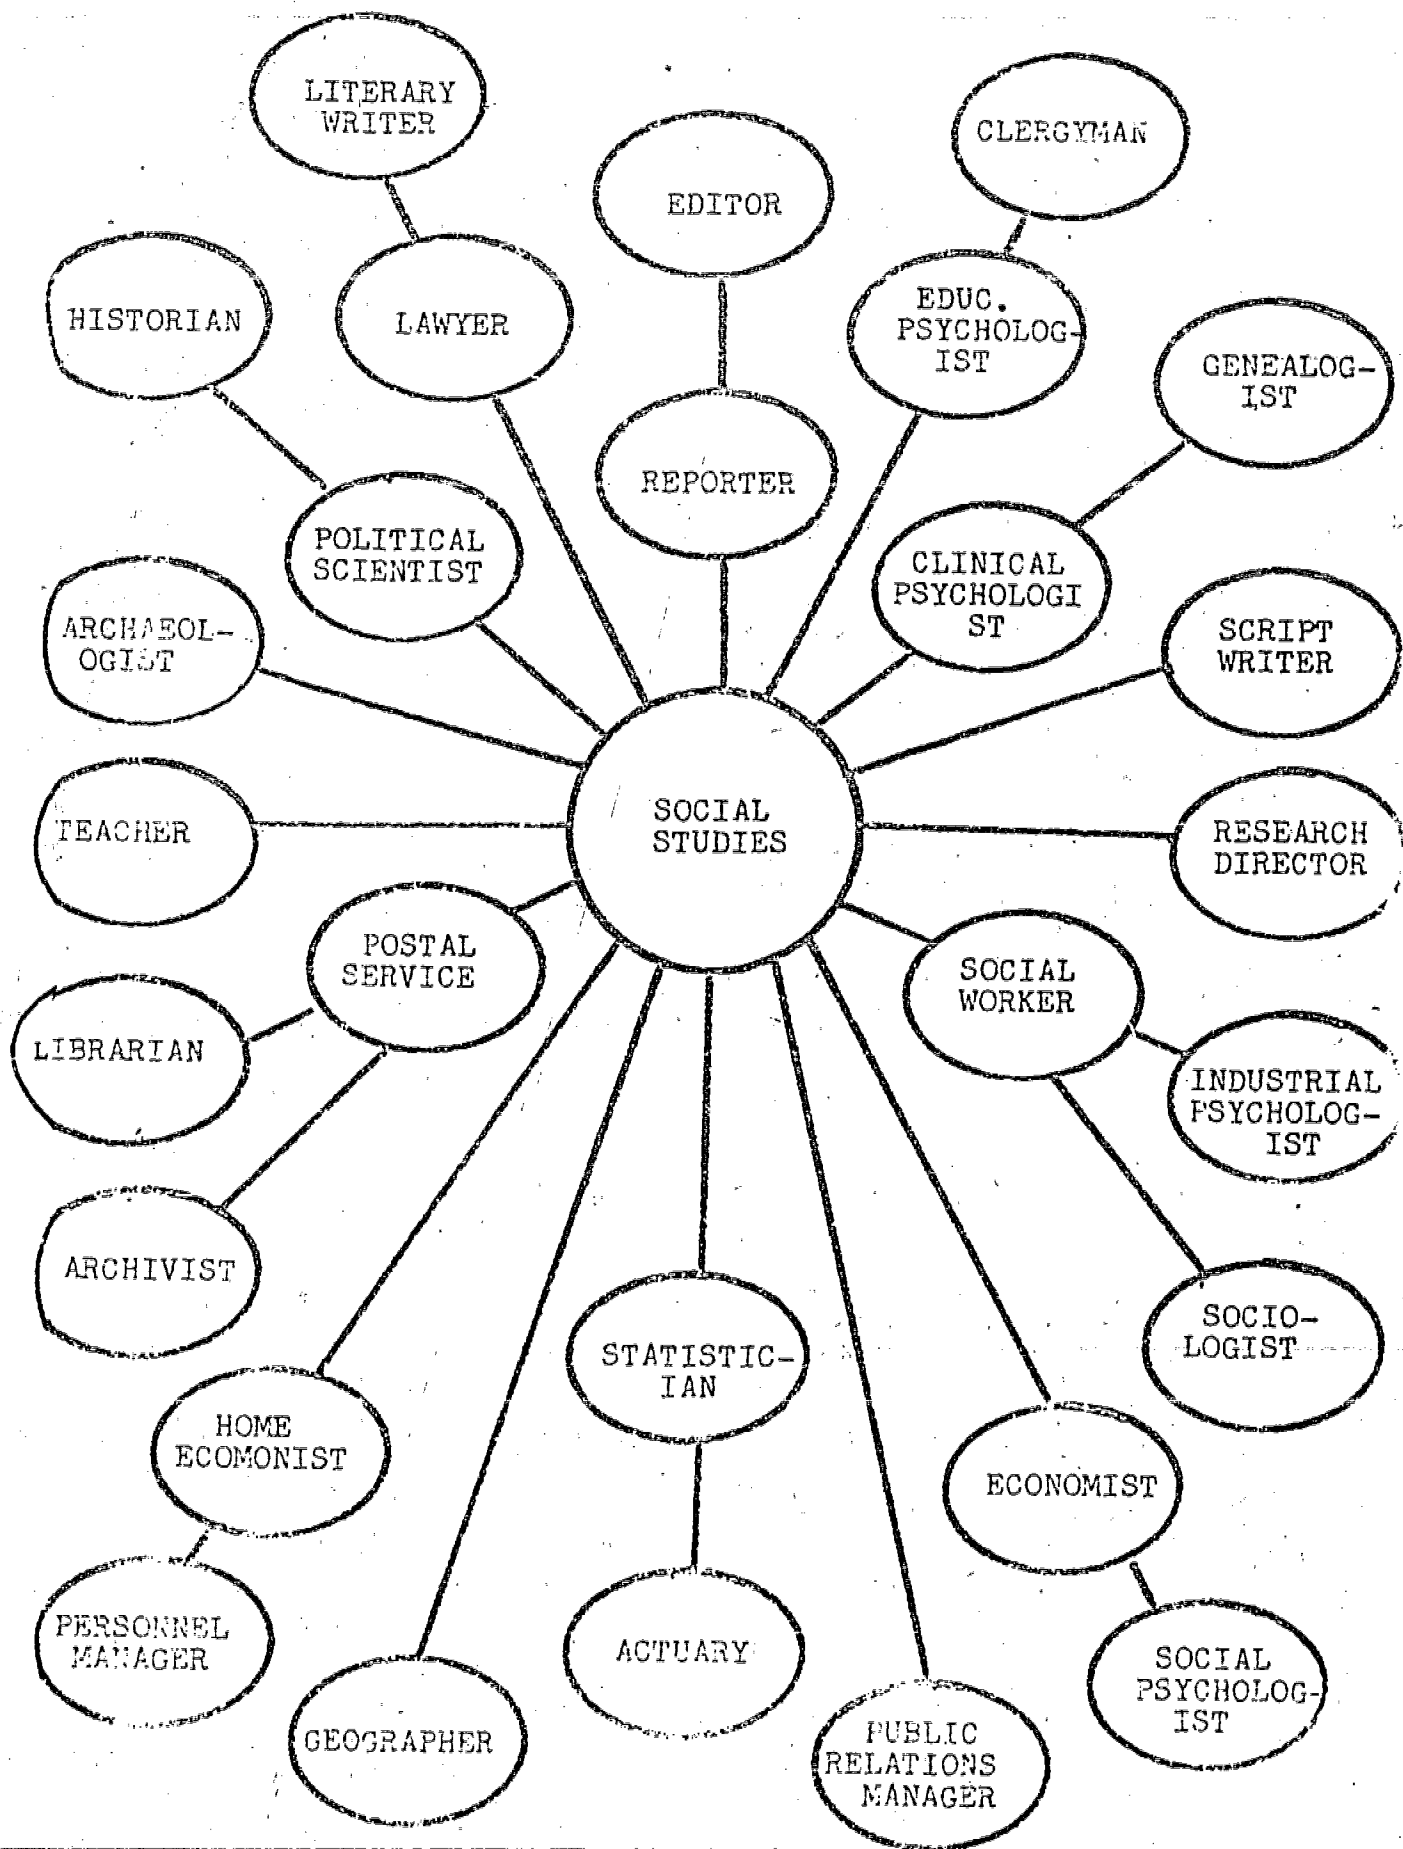 LITERARY
WRITER
CLERGYMAN
EDITOR
HISTORIAN
LAWYER
EDUC.
PSYCHOLOG-
IST
GENEALOG-
IST
REPORTER
POLITICAL
SCIENTIST
CLINICAL
PSYCHOLOGI
ST
ARCHAEOL-
OGIST
SCRIPT
WRITER
SOCIAL
STUDIES
TEACHER
RESEARCH
DIRECTOR
POSTAL
SERVICE
SOCIAL
WORKER
LIBRARIAN
INDUSTRIAL
PSYCHOLOG-
IST
ARCHIVIST
SOCIO-
LOGIST
STATISTIC-
IAN
HOME
ECOMONIST
ECONOMIST
PERSONNEL
MANAGER
ACTUARY
SOCIAL
PSYCHOLOG-
IST
GEOGRAPHER
PUBLIC
RELATIONS
MANAGER